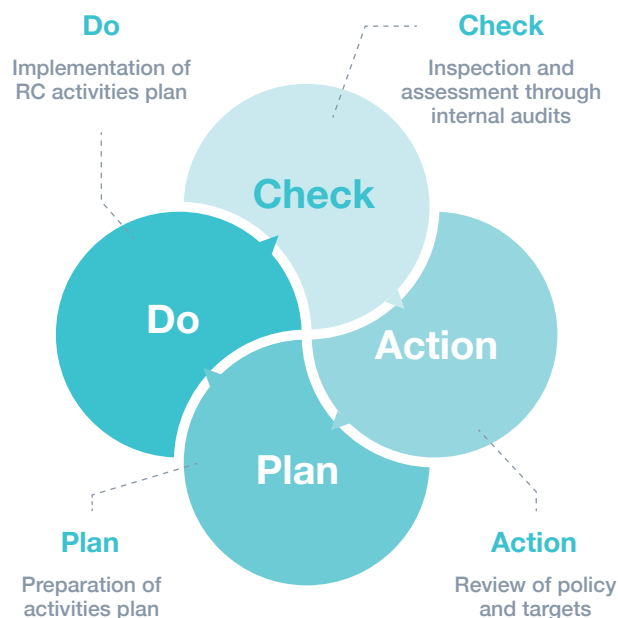 Do
Implementation of
RC activities plan
Check
Inspection and
assessment through
internal audits
Check
Do
Action
Plan
Plan
Preparation of
activities plan
Action
Review of policy
and targets